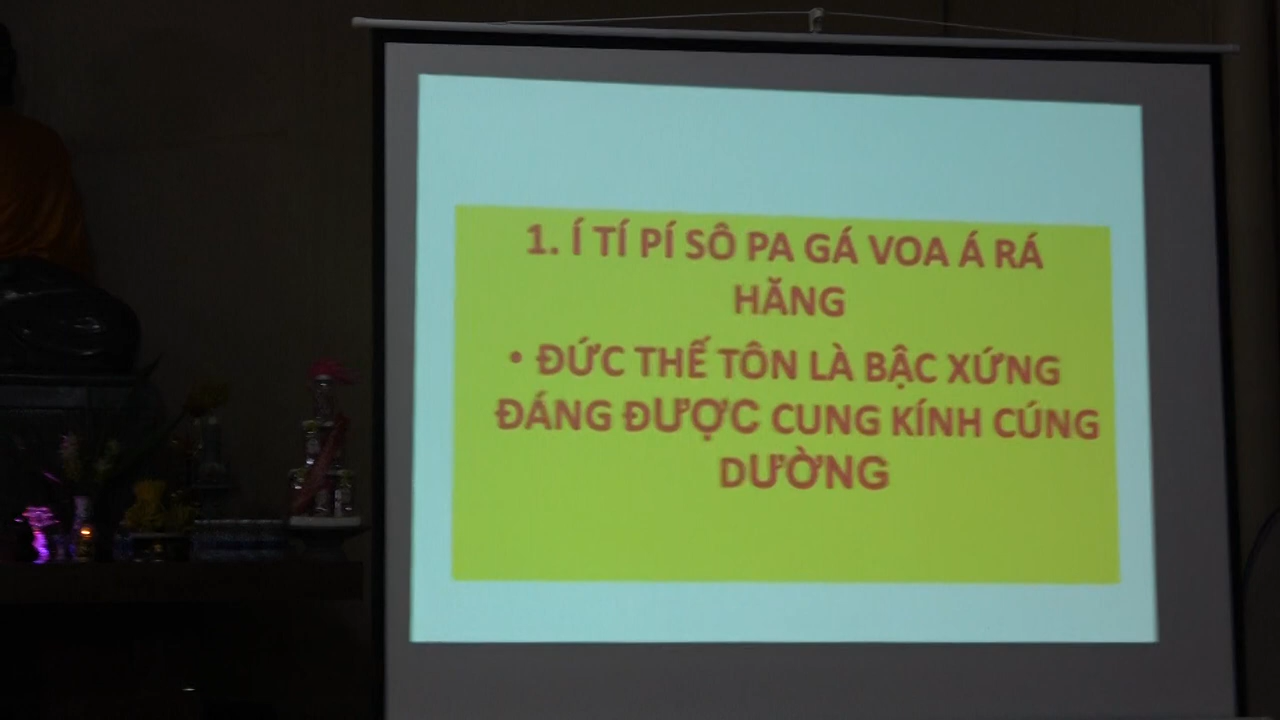 1. Í TÍ PÍ SÔ PA GÁ VOA Á RÁ
HĂNG
• ĐỨC THẾ TÔN LÀ BẬC XỨNG
ĐÁNG ĐƯỢC CUNG KÍNH CÚNG
DƯỜNG